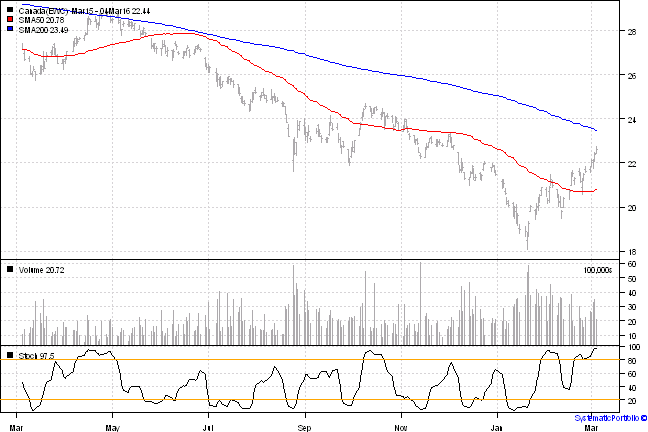 Canada(EWC) Mar15 - 04Mar16 22.44
SMA50 20.78
SMA200 23.49
28
26
24
22
20
18
Volume 20.72
100,000s
60
50
40
30
20
10
Stoch 97.5
100
80
60
40
20
Mar May Jul Sep Nov Jan Mar
SystematicPortfolio ©